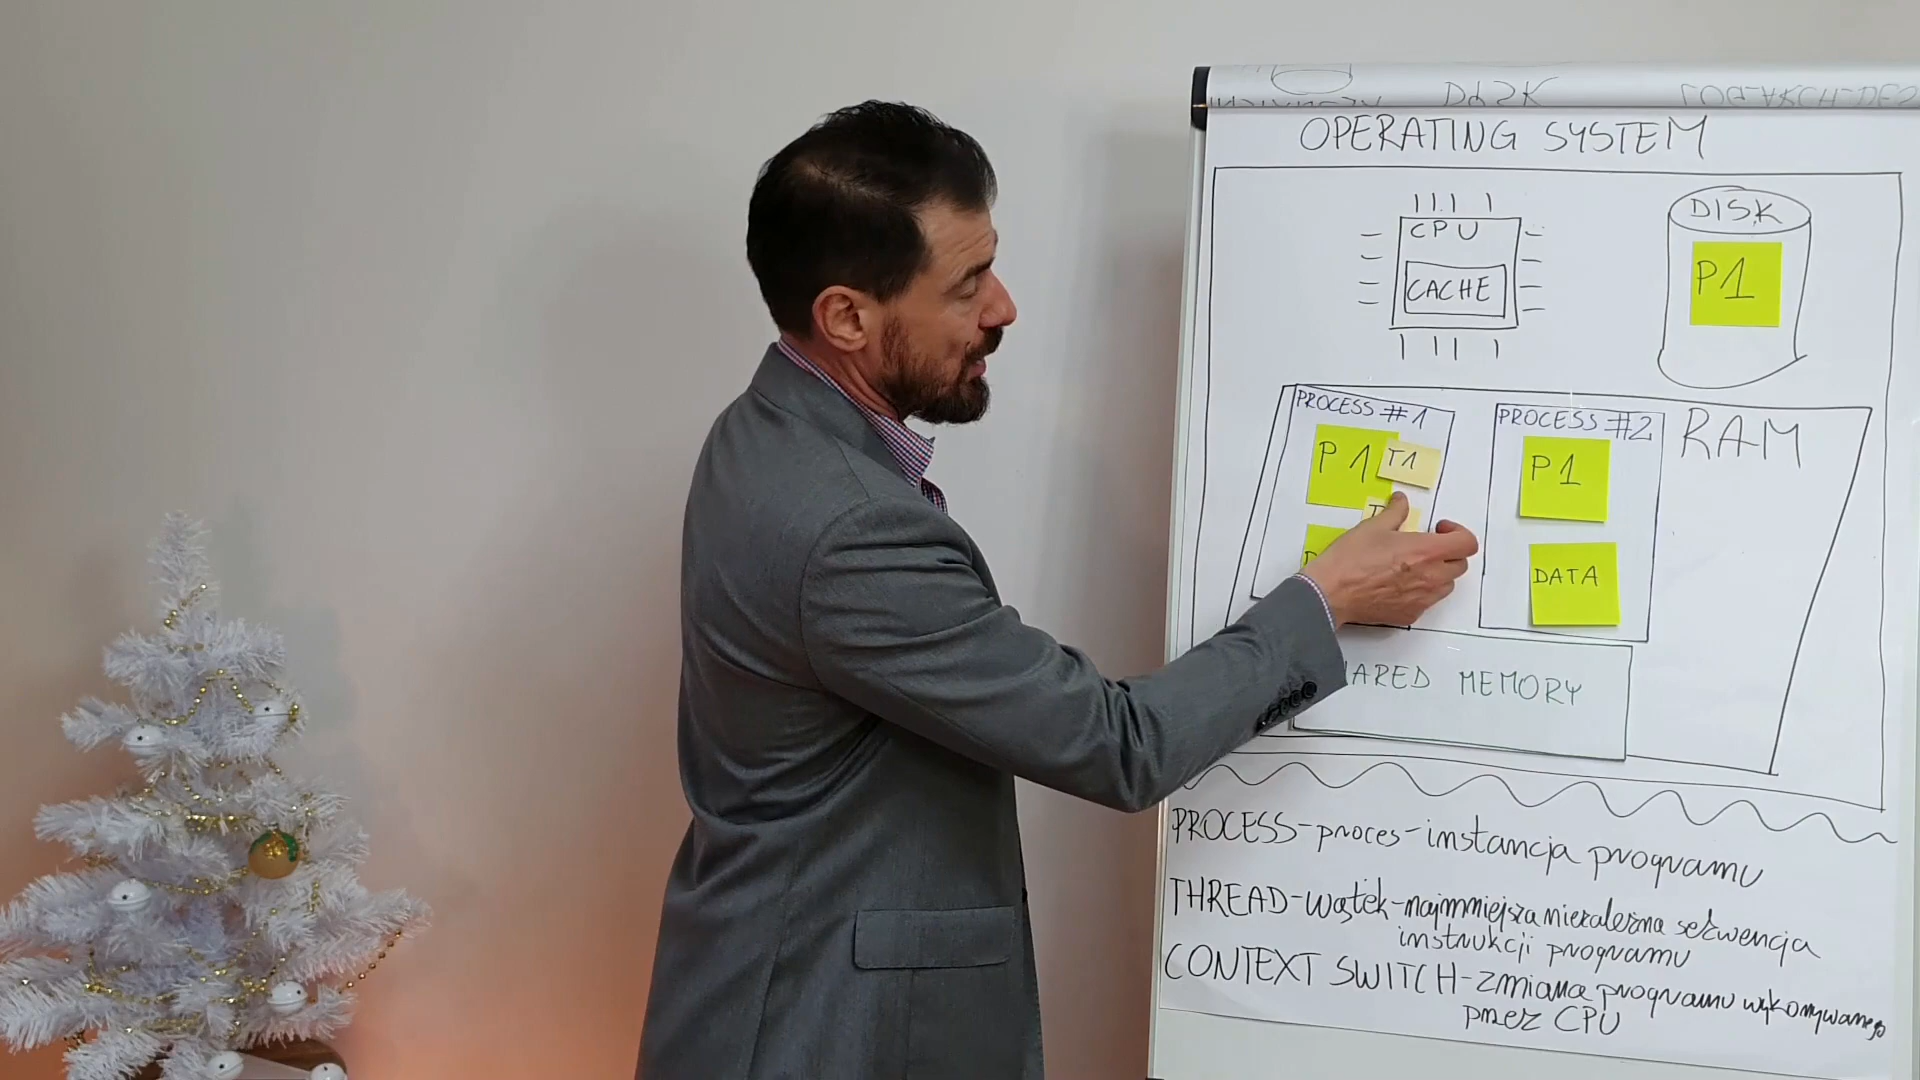 DISK
OPERATING SYSTEM
CPU
CACHE
DISK
P1
PROCESS #1
P1
T1
PROCESS #2
P1
DATA
RAM
MEMORY
PROCESS-proces-instancja programu
THREAD-wątek-najmniejsza niezależna sekwencja
instrukcji programu
CONTEXT SWITCH-zmiana programu wykonywanego
przez CPU